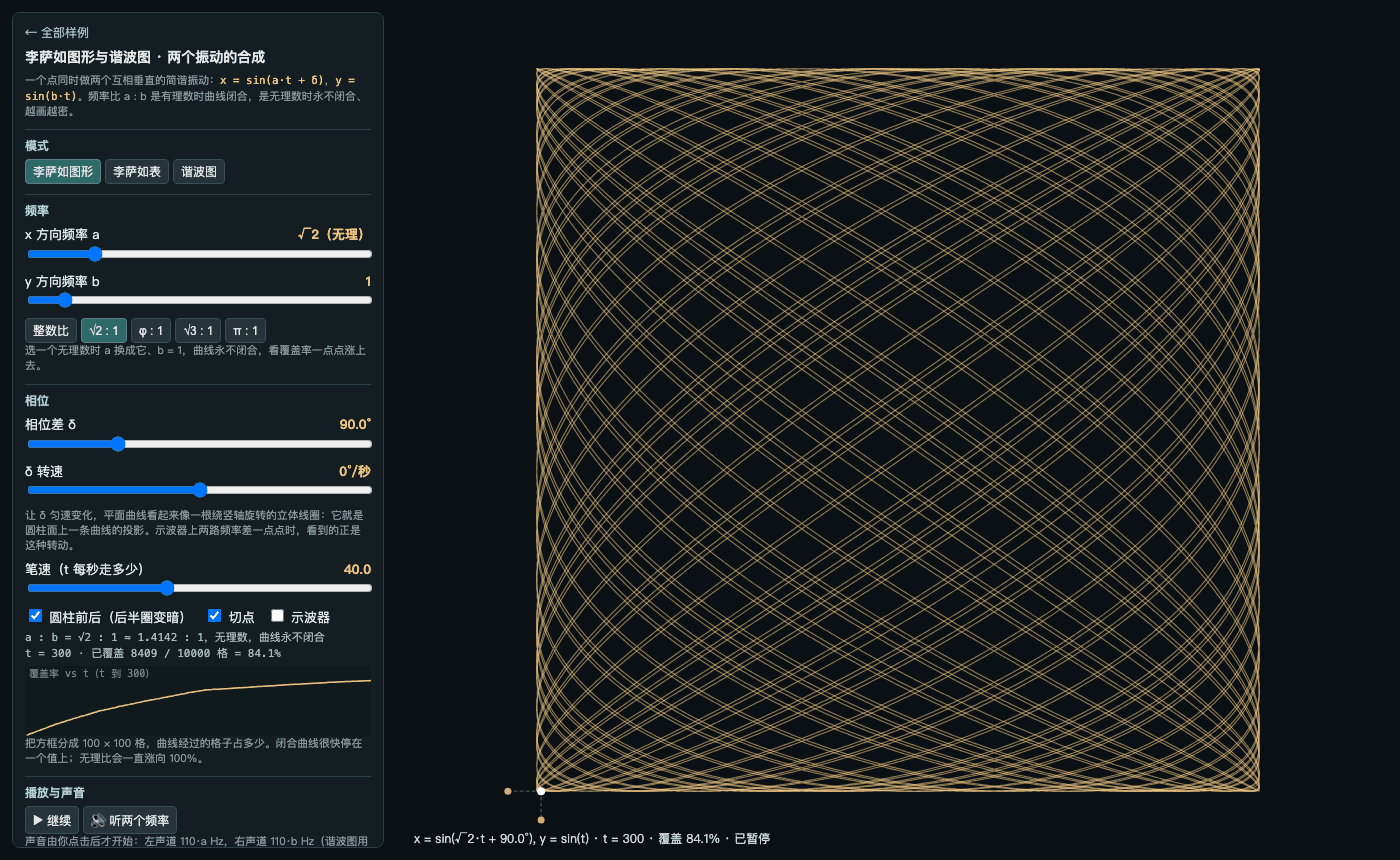 ← 全部样例
李萨如图形与谐波图 · 两个振动的合成
一个点同时做两个互相垂直的简谐振动：x = sin(a·t + δ)，y =
sin(b·t)。频率比 a : b 是有理数时曲线闭合，是无理数时永不闭合、
越画越密。
模式
李萨如图形 李萨如表 谐波图
频率
x 方向频率 a √2（无理）
y 方向频率 b 1
整数比 √2 : 1 φ : 1 √3 : 1 π : 1
选一个无理数时 a 换成它、b = 1，曲线永不闭合，看覆盖率一点点涨上
去。
相位
相位差 δ 90.0°
δ 转速 0°/秒
让 δ 匀速变化，平面曲线看起来像一根绕竖轴旋转的立体线圈：它就是
圆柱面上一条曲线的投影。示波器上两路频率差一点点时，看到的正是
这种转动。
笔速（t 每秒走多少） 40.0
圆柱前后（后半圈变暗） 切点 示波器
a : b = √2 : 1 ≈ 1.4142 : 1，无理数，曲线永不闭合
t = 300 · 已覆盖 8409 / 10000 格 = 84.1%
覆盖率 vs t（t 到 300）
把方框分成 100 × 100 格，曲线经过的格子占多少。闭合曲线很快停在
一个值上；无理比会一直涨向 100%。
播放与声音
▶ 继续 🔊 听两个频率
声音由你点击后才开始：左声道 110·a Hz，右声道 110·b Hz（谐波图用
x = sin(√2·t + 90.0°), y = sin(t) · t = 300 · 覆盖 84.1% · 已暂停